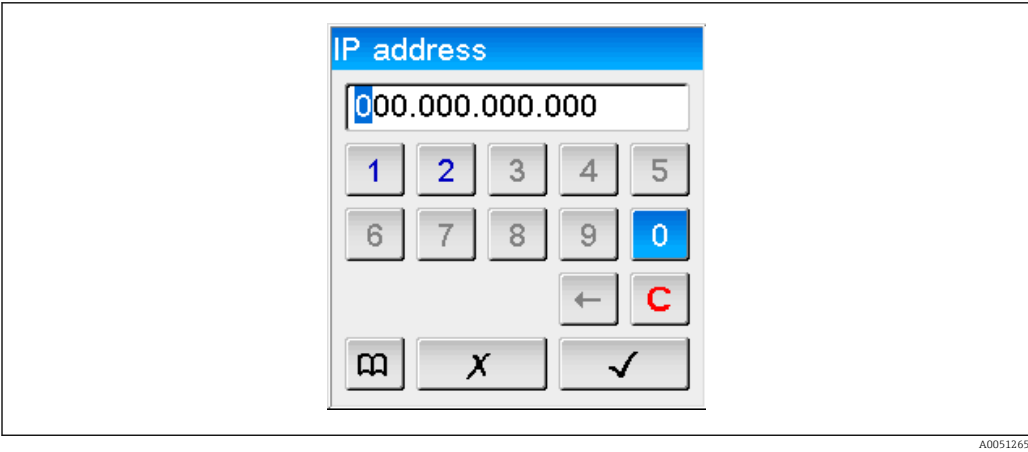 IP address
000.000.000.000
1 2 3 4 5
6 7 8 9 0
← C
X ✓
A0051265